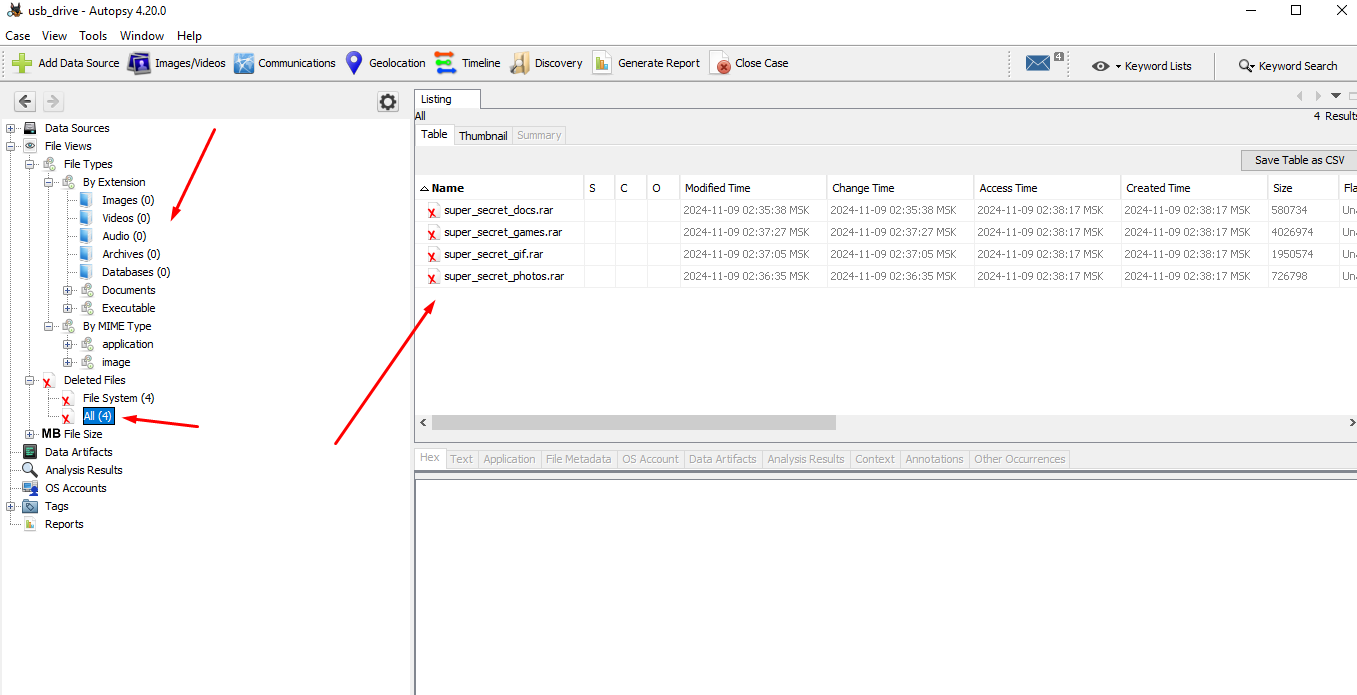 usb_drive - Autopsy 4.20.0
Case View Tools Window Help
Add Data Source Images/Videos Communications Geolocation Timeline Discovery Generate Report Close Case 4 Keyword Lists Keyword Search
Data Sources
File Views
File Types
By Extension
Images (0)
Videos (0)
Audio (0)
Archives (0)
Databases (0)
Documents
Executable
By MIME Type
application
image
Deleted Files
File System (4)
All (4)
MB File Size
Data Artifacts
Analysis Results
OS Accounts
Tags
Reports
Listing
All
4 Results
Table Thumbnail Summary
Save Table as CSV
Name S C O Modified Time Change Time Access Time Created Time Size Fla
super_secret_docs.rar 2024-11-09 02:35:38 MSK 2024-11-09 02:35:38 MSK 2024-11-09 02:38:17 MSK 2024-11-09 02:38:17 MSK 580734 Una
super_secret_games.rar 2024-11-09 02:37:27 MSK 2024-11-09 02:37:27 MSK 2024-11-09 02:38:17 MSK 2024-11-09 02:38:17 MSK 4026974 Una
super_secret_gif.rar 2024-11-09 02:37:05 MSK 2024-11-09 02:37:05 MSK 2024-11-09 02:38:17 MSK 2024-11-09 02:38:17 MSK 1950574 Una
super_secret_photos.rar 2024-11-09 02:36:35 MSK 2024-11-09 02:36:35 MSK 2024-11-09 02:38:17 MSK 2024-11-09 02:38:17 MSK 726798 Una
Hex Text Application File Metadata OS Account Data Artifacts Analysis Results Context Annotations Other Occurrences